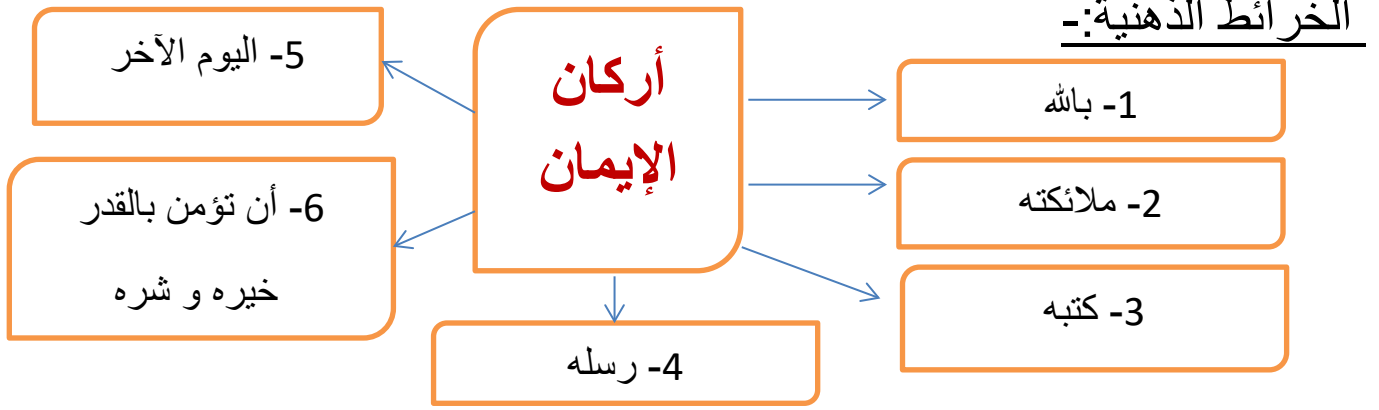 الخرائط الذهنية:-
أركان
الإيمان
1- بالله
2- ملائكته
3- كتبه
4- رسله
5- اليوم الآخر
6- أن تؤمن بالقدر
خيره و شره